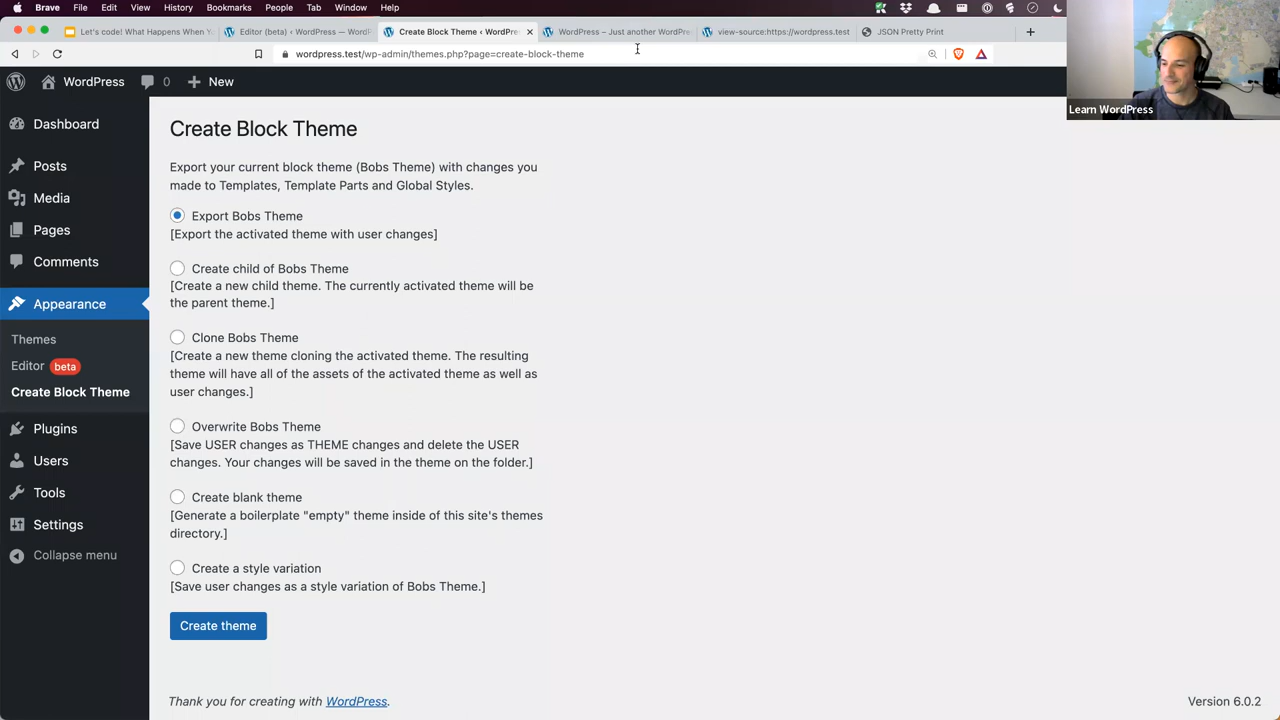 Brave File Edit View History Bookmarks People Tab Window Help
Let's code! What Happens When Y
Editor (beta) ‹ WordPress — Word
Create Block Theme ‹ WordPre
WordPress – Just another WordPre
view-source:https://wordpress.test
JSON Pretty Print
wordpress.test/wp-admin/themes.php?page=create-block-theme
Learn WordPress
WordPress 0 New
Dashboard
Posts
Media
Pages
Comments
Appearance
Themes
Editor beta
Create Block Theme
Plugins
Users
Tools
Settings
Collapse menu
Create Block Theme
Export your current block theme (Bobs Theme) with changes you
made to Templates, Template Parts and Global Styles.
Export Bobs Theme
[Export the activated theme with user changes]
Create child of Bobs Theme
[Create a new child theme. The currently activated theme will be
the parent theme.]
Clone Bobs Theme
[Create a new theme cloning the activated theme. The resulting
theme will have all of the assets of the activated theme as well as
user changes.]
Overwrite Bobs Theme
[Save USER changes as THEME changes and delete the USER
changes. Your changes will be saved in the theme on the folder.]
Create blank theme
[Generate a boilerplate "empty" theme inside of this site's themes
directory.]
Create a style variation
[Save user changes as a style variation of Bobs Theme.]
Create theme
Thank you for creating with WordPress.
Version 6.0.2